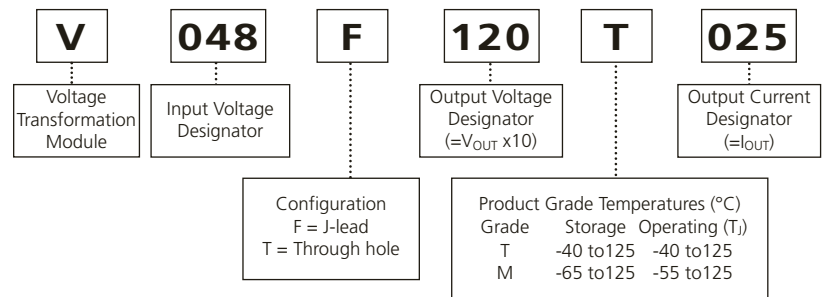 V 048 F 120 T 025
Voltage
Transformation
Module
Input Voltage
Designator
Output Voltage
Designator
(=VOUT x10)
Output Current
Designator
(=IOUT)
Configuration
F = J-lead
T = Through hole
Product Grade Temperatures (°C)
Grade Storage Operating (TJ)
T -40 to125 -40 to125
M -65 to125 -55 to125